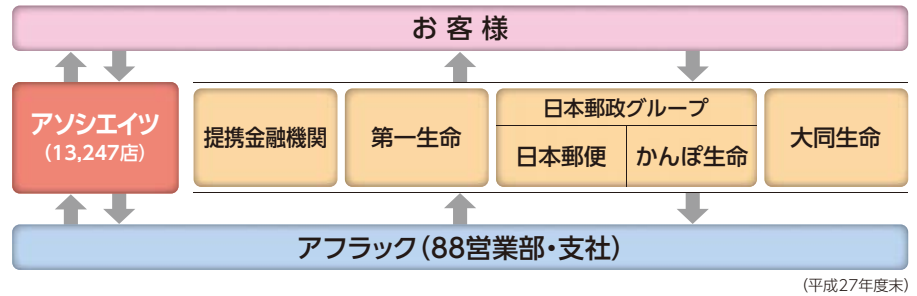 お客様
アソシエイツ
（13,247店）
提携金融機関
第一生命
日本郵政グループ
日本郵便
かんぽ生命
大同生命
アフラック（88営業部・支社）
（平成27年度末）